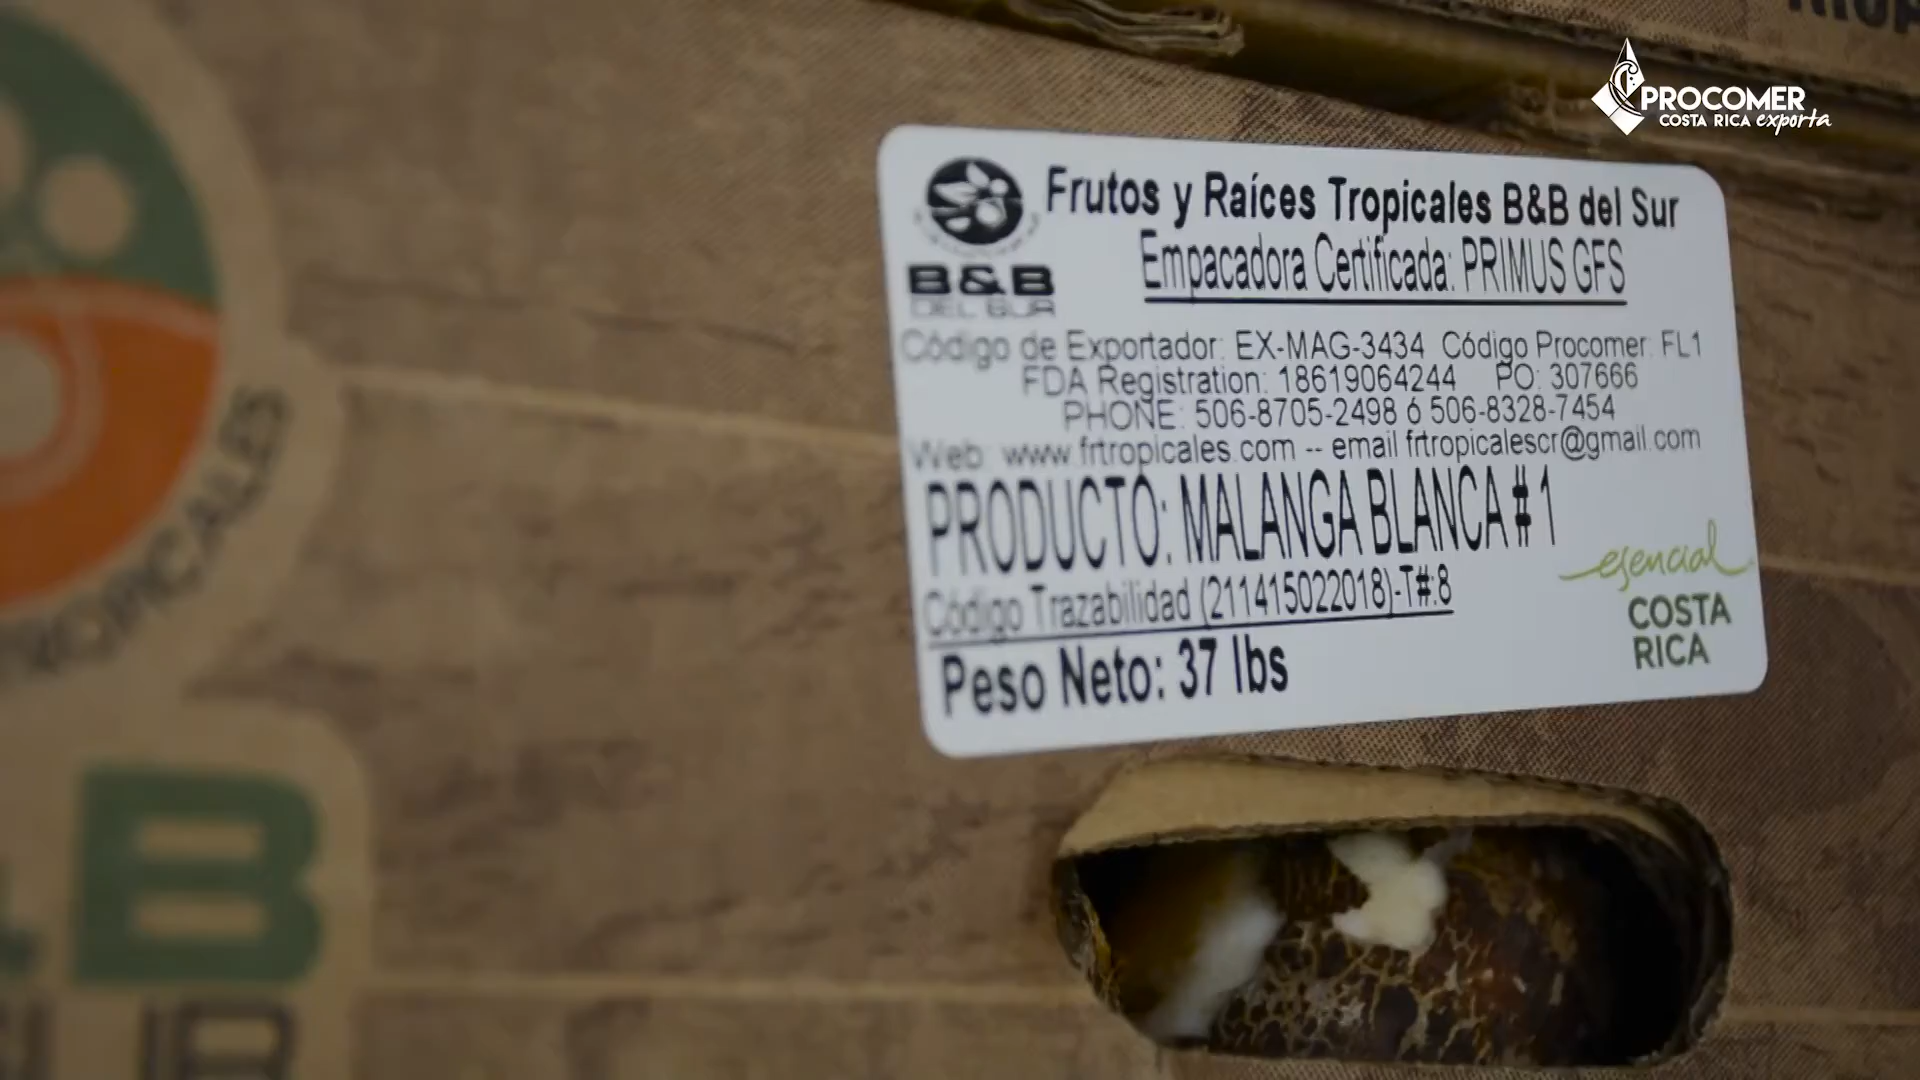 PROCOMER
COSTA RICA exporta
Frutos y Raíces Tropicales B&B del Sur
Empacadora Certificada: PRIMUS GFS
B&B
DEL SUR
Código de Exportador: EX-MAG-3434 Código Procomer: FL1
FDA Registration: 18619064244 PO: 307666
PHONE: 506-8705-2498 ó 506-8328-7454
Web: www.frtropicales.com -- email frtropicalescr@gmail.com
PRODUCTO: MALANGA BLANCA # 1
Código Trazabilidad (211415022018)-T#:8
Peso Neto: 37 lbs
esencial
COSTA
RICA
TROPICALES
B